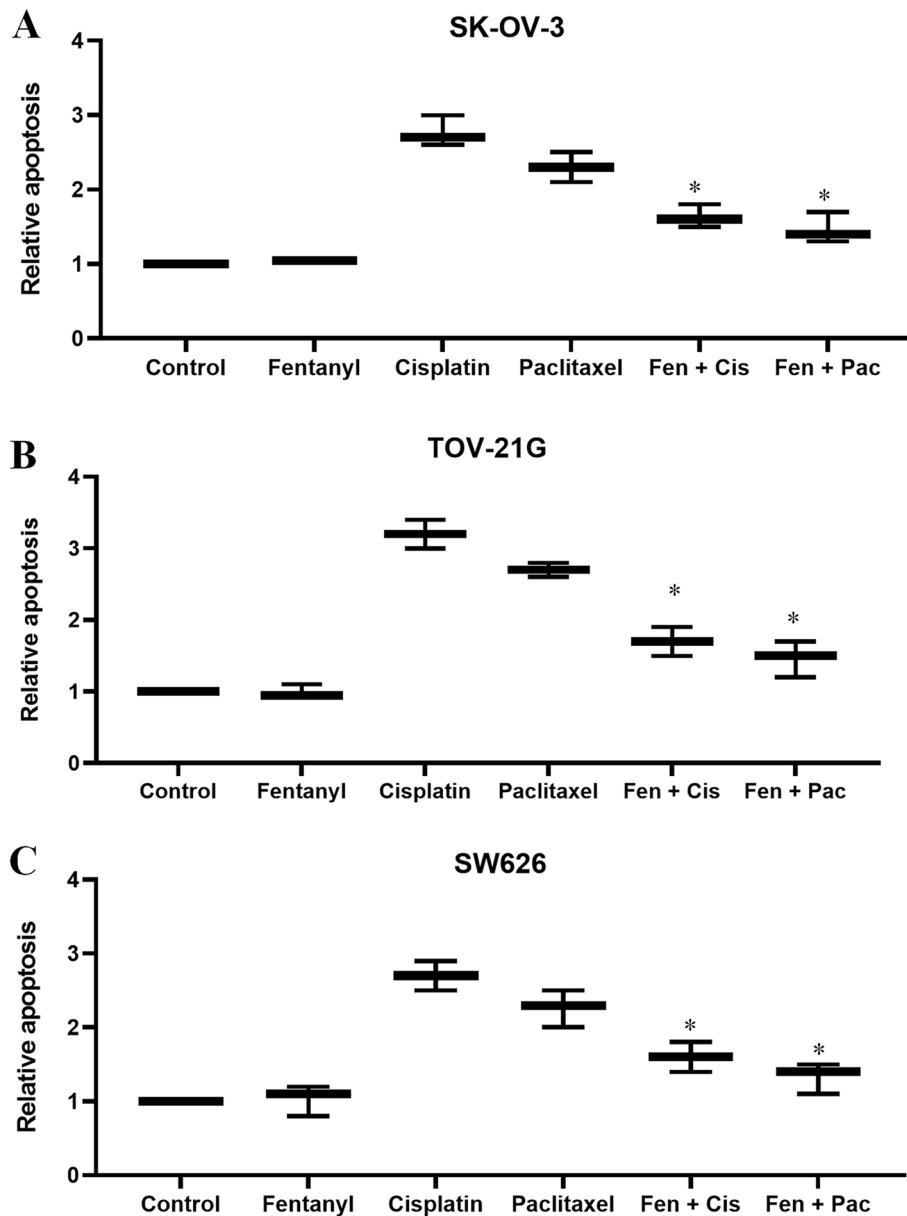 A
SK-OV-3
Relative apoptosis
4
3
2
1
0
Control Fentanyl Cisplatin Paclitaxel Fen + Cis Fen + Pac
*
*
B
TOV-21G
Relative apoptosis
4
3
2
1
0
Control Fentanyl Cisplatin Paclitaxel Fen + Cis Fen + Pac
*
*
C
SW626
Relative apoptosis
4
3
2
1
0
Control Fentanyl Cisplatin Paclitaxel Fen + Cis Fen + Pac
*
*